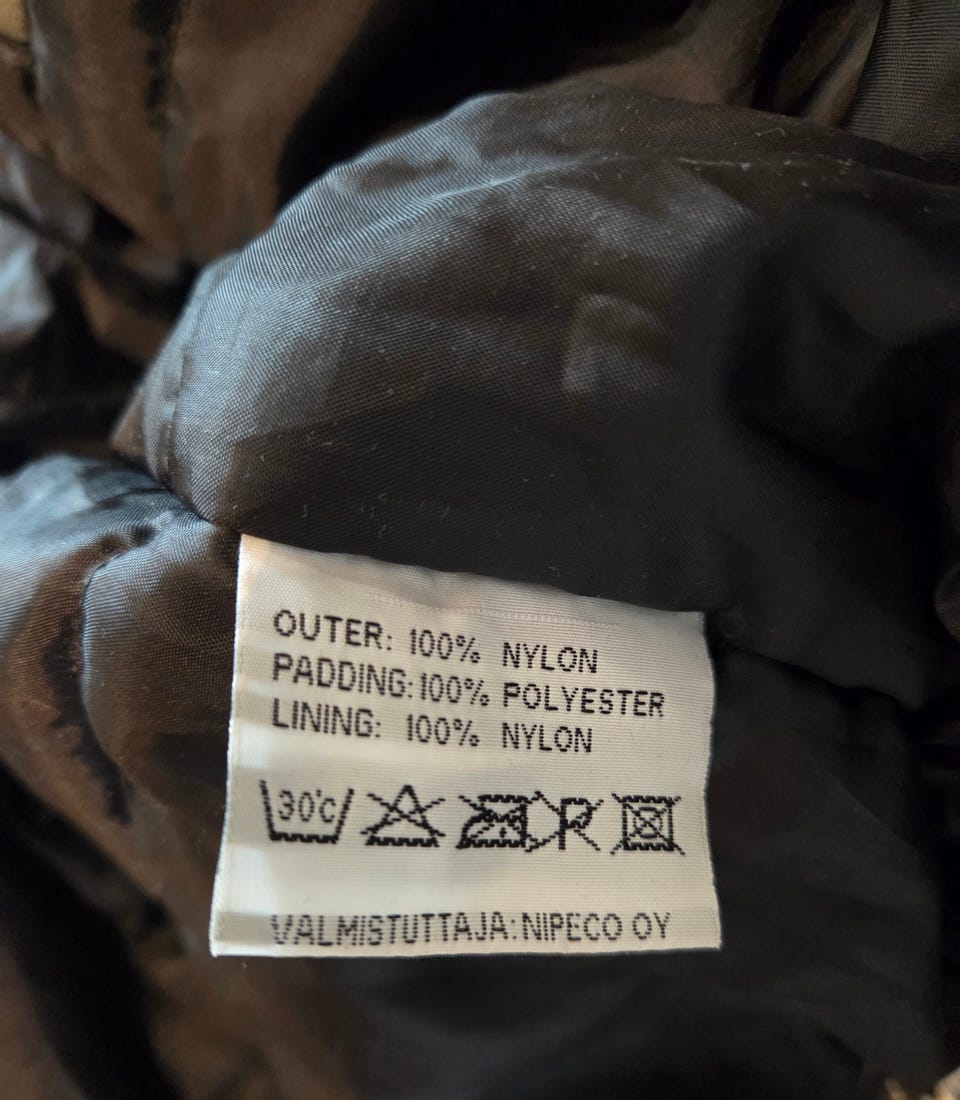 OUTER: 100% NYLON
PADDING: 100% POLYESTER
LINING: 100% NYLON
30°C
VALMISTUTTAJA: NIPECO OY